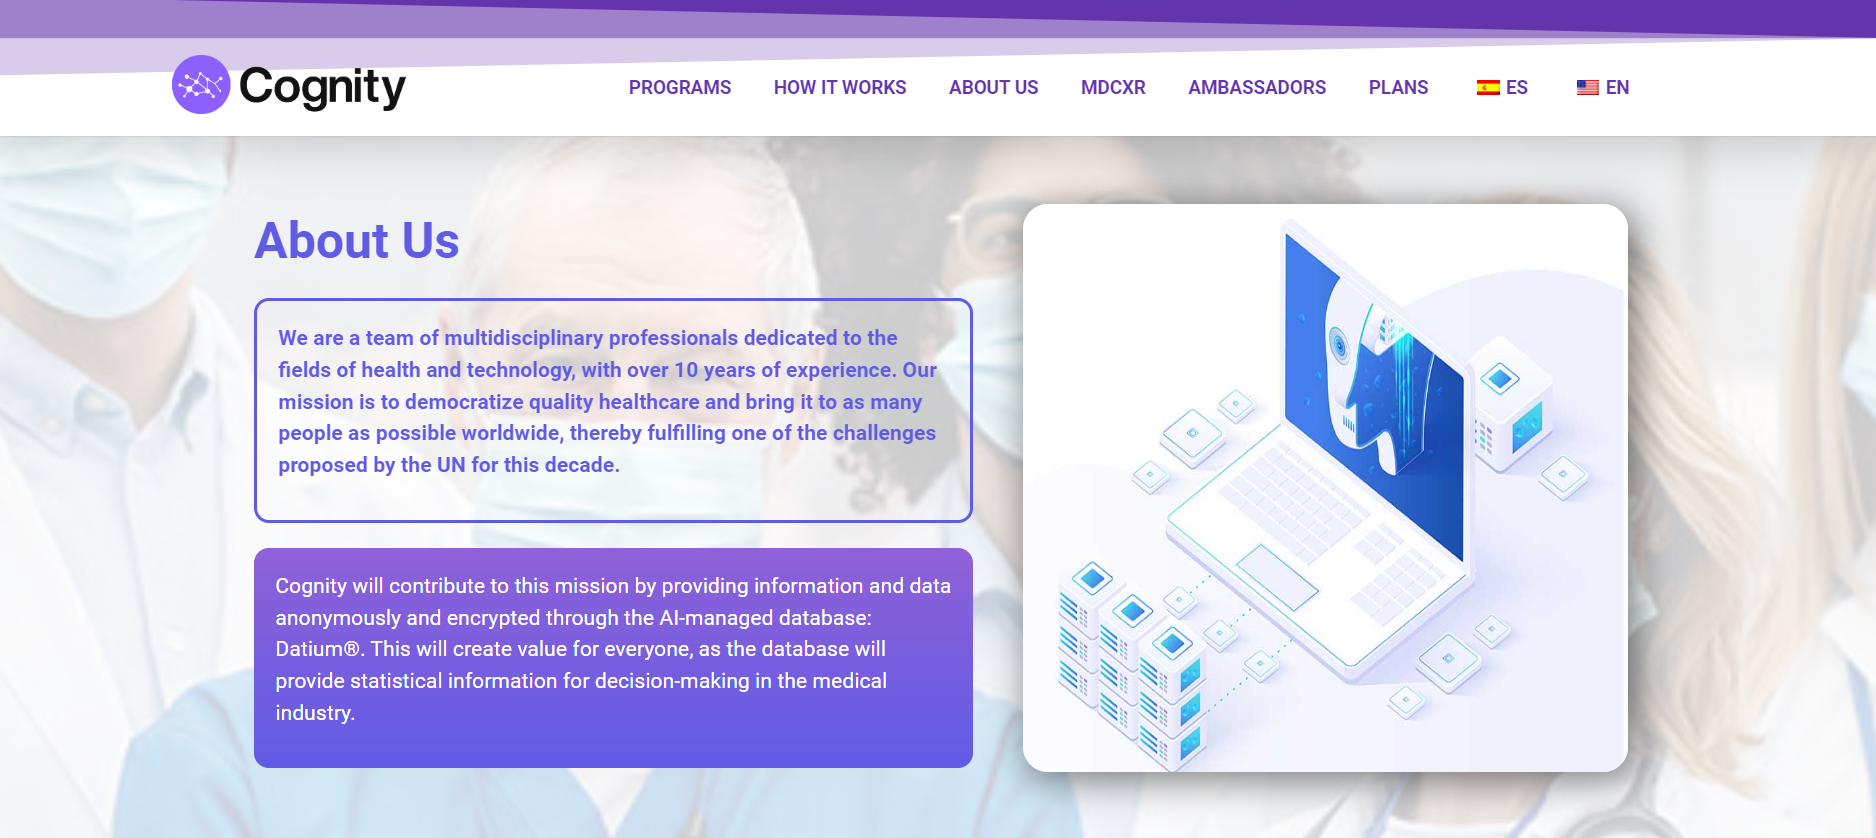 Cognity
PROGRAMS HOW IT WORKS ABOUT US MDCXR AMBASSADORS PLANS ES EN
About Us
We are a team of multidisciplinary professionals dedicated to the
fields of health and technology, with over 10 years of experience. Our
mission is to democratize quality healthcare and bring it to as many
people as possible worldwide, thereby fulfilling one of the challenges
proposed by the UN for this decade.
Cognity will contribute to this mission by providing information and data
anonymously and encrypted through the AI-managed database:
Datium®. This will create value for everyone, as the database will
provide statistical information for decision-making in the medical
industry.